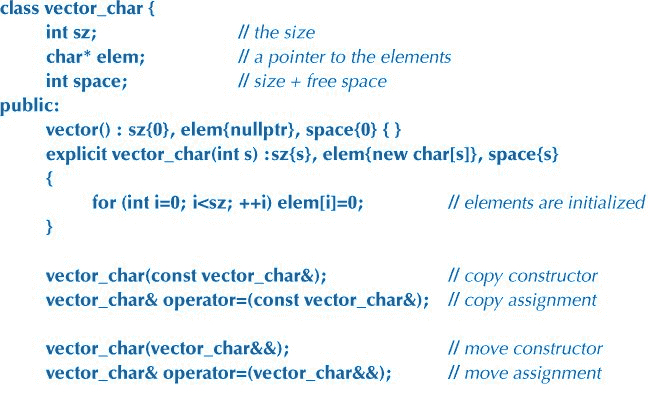 class vector_char {
int sz; // the size
char* elem; // a pointer to the elements
int space; // size + free space
public:
vector() : sz{0}, elem{nullptr}, space{0} { }
explicit vector_char(int s) :sz{s}, elem{new char[s]}, space{s}
{
for (int i=0; i<sz; ++i) elem[i]=0; // elements are initialized
}
vector_char(const vector_char&); // copy constructor
vector_char& operator=(const vector_char&); // copy assignment
vector_char(vector_char&&); // move constructor
vector_char& operator=(vector_char&&); // move assignment